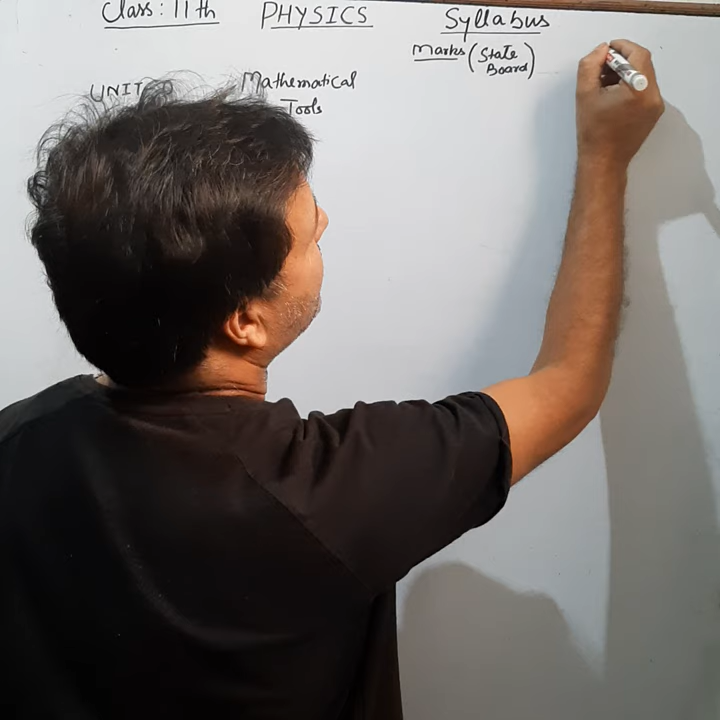 Class: 11th PHYSICS Syllabus
Marks (State Board)
UNIT Mathematical Tools